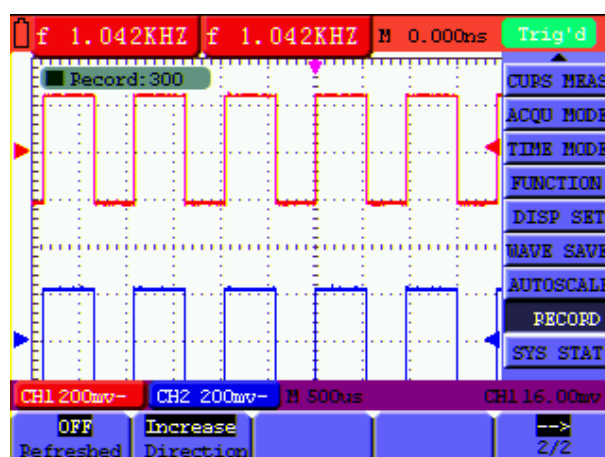 f 1.042KHZ f 1.042KHZ M 0.000ns Trig'd
Record:300
CUPS MEAS
ACQU MODE
TIME MODE
FUNCTION
DISP SET
WAVE SAVE
AUTOSCALE
RECORD
SYS STAT
CH1 200mv- CH2 200mv- M 500us CH1 16.00mv
OFF Increase -->
Refreshed Direction 2/2